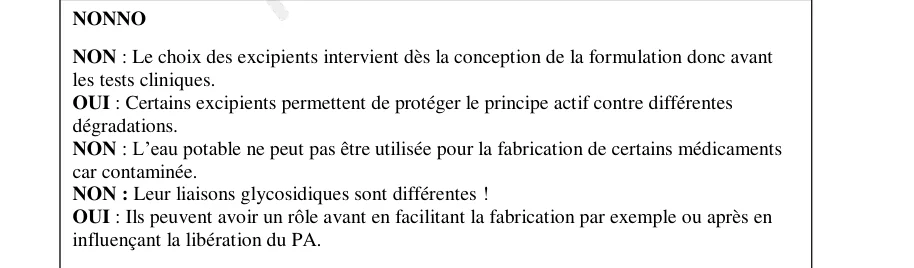 NONNO
NON : Le choix des excipients intervient dès la conception de la formulation donc avant
les tests cliniques.
OUI : Certains excipients permettent de protéger le principe actif contre différentes
dégradations.
NON : L'eau potable ne peut pas être utilisée pour la fabrication de certains médicaments
car contaminée.
NON : Leur liaisons glycosidiques sont différentes !
OUI : Ils peuvent avoir un rôle avant en facilitant la fabrication par exemple ou après en
influençant la libération du PA.